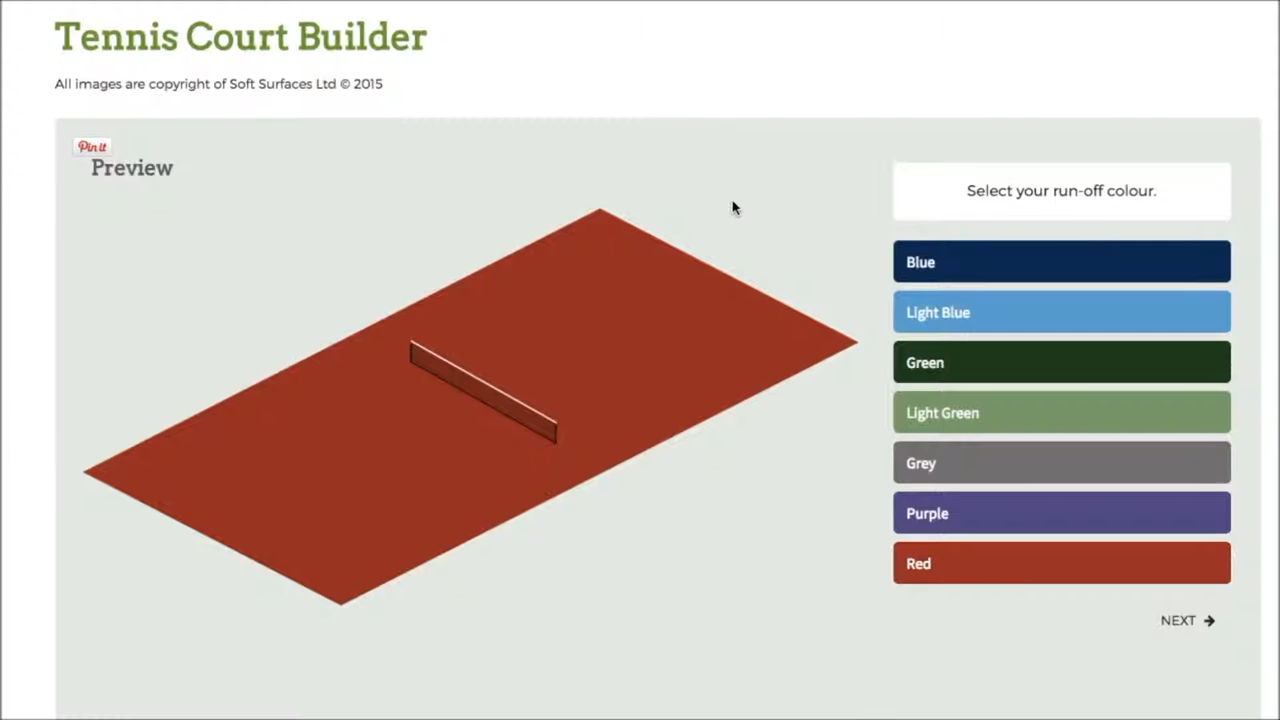 Tennis Court Builder
All images are copyright of Soft Surfaces Ltd © 2015
Pin it
Preview
Select your run-off colour.
Blue
Light Blue
Green
Light Green
Grey
Purple
Red
NEXT →